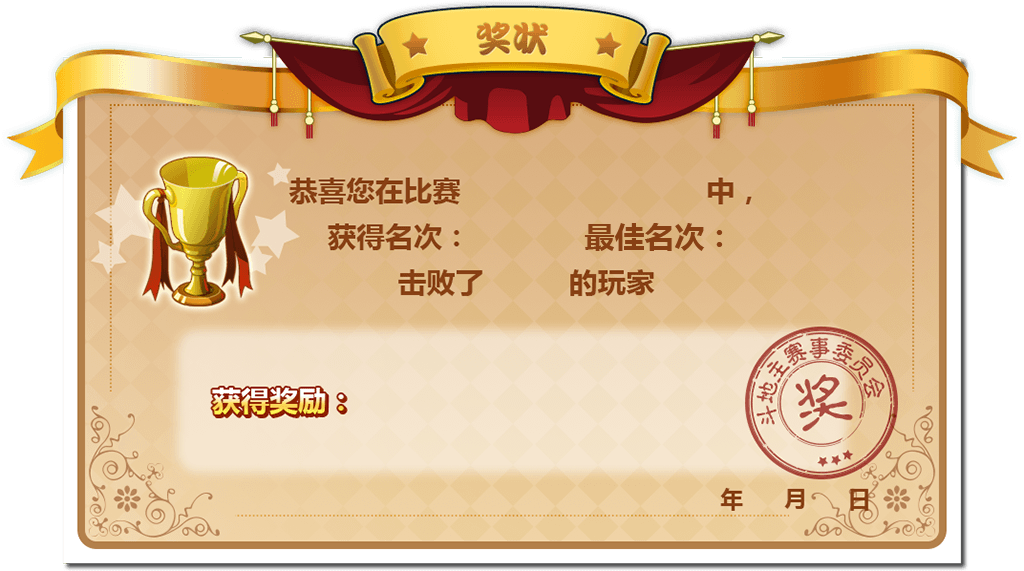 奖状
恭喜您在比赛 中，
获得名次： 最佳名次：
击败了 的玩家
获得奖励：
斗地主赛事委员会
奖
年 月 日